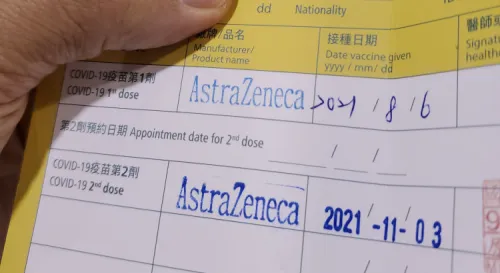 dd Nationality
廠牌/品名
Manufacturer/
Product name
接種日期
Date vaccine given
yyyy / mm / dd
醫師
Signat
health
COVID-19疫苗第1劑
COVID-19 1st dose
AstraZeneca
2021 / 8 / 6
第2劑預約日期 Appointment date for 2nd dose / /
COVID-19疫苗第2劑
COVID-19 2nd dose
AstraZeneca
2021 -11- 03